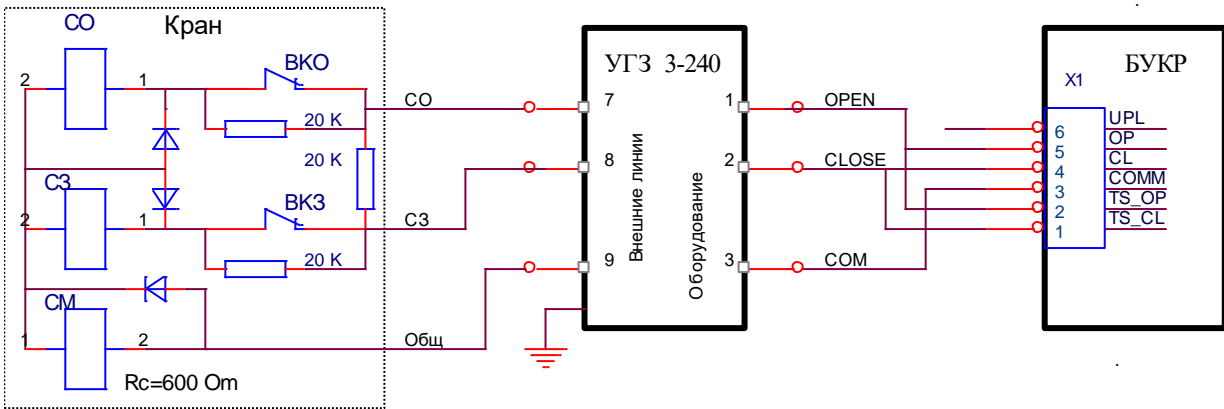 Кран
СО
2
1
ВКО
20 K
20 K
СЗ
2
1
ВКЗ
20 K
СМ
1
2
Rc=600 Om
СО
СЗ
Общ
УГЗ 3-240
7
8
9
Внешние линии
1
2
3
Оборудование
OPEN
CLOSE
COM
БУКР
X1
6
5
4
3
2
1
UPL
OP
CL
COMM
TS_OP
TS_CL